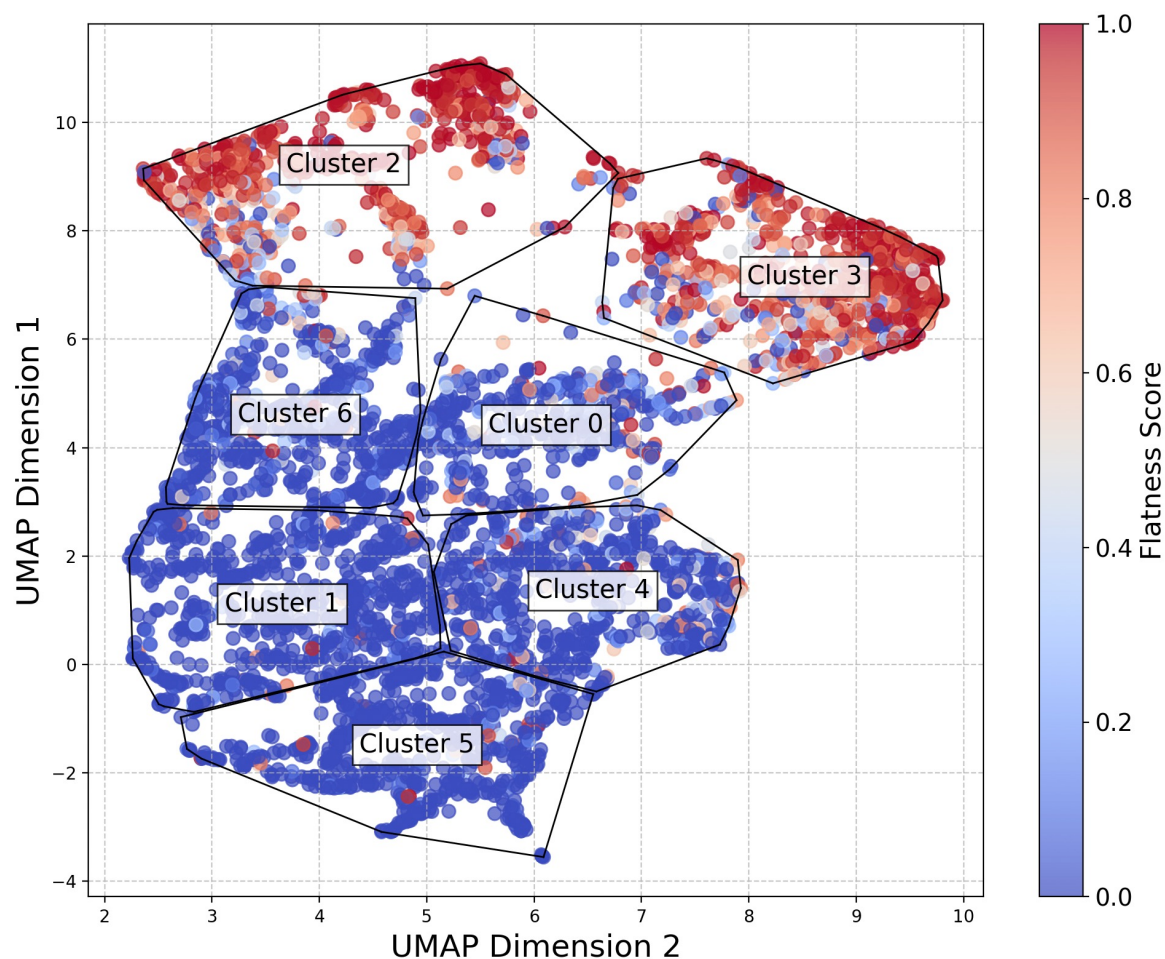 UMAP Dimension 1
10
8
6
4
2
0
−2
−4
Cluster 2
Cluster 3
Cluster 6
Cluster 0
Cluster 4
Cluster 1
Cluster 5
2 3 4 5 6 7 8 9 10
UMAP Dimension 2
1.0
0.8
0.6
0.4
0.2
0.0
Flatness Score